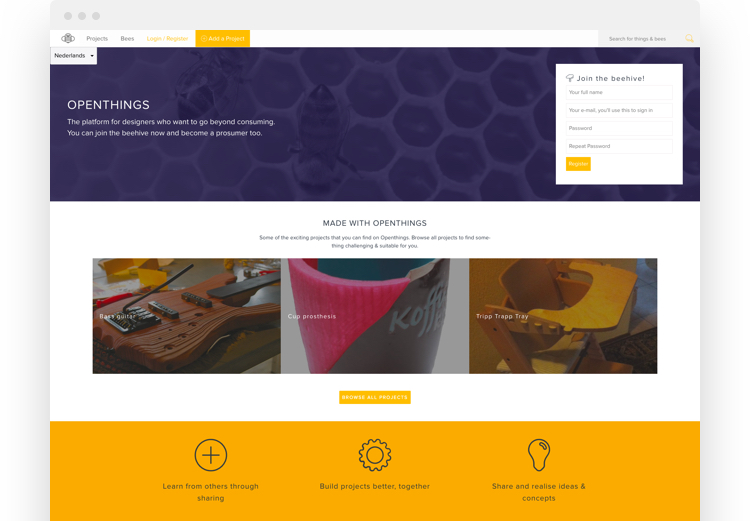 Projects Bees Login / Register Add a Project Search for things & bees
Nederlands
Join the beehive!
Your full name
Your e-mail, you'll use this to sign in
Password
Repeat Password
Register
OPENTHINGS
The platform for designers who want to go beyond consuming.
You can join the beehive now and become a prosumer too.
MADE WITH OPENTHINGS
Some of the exciting projects that you can find on Openthings. Browse all projects to find some-
thing challenging & suitable for you.
Bass guitar
Cup prosthesis
Tripp Trapp Tray
Koffie
BROWSE ALL PROJECTS
Learn from others through
sharing
Build projects better, together
Share and realise ideas &
concepts